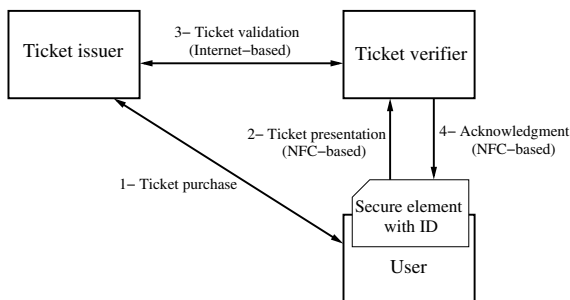 3− Ticket validation
(Internet−based)
Ticket issuer
Ticket verifier
2− Ticket presentation
(NFC−based)
4− Acknowledgment
(NFC−based)
1− Ticket purchase
Secure element
with ID
User